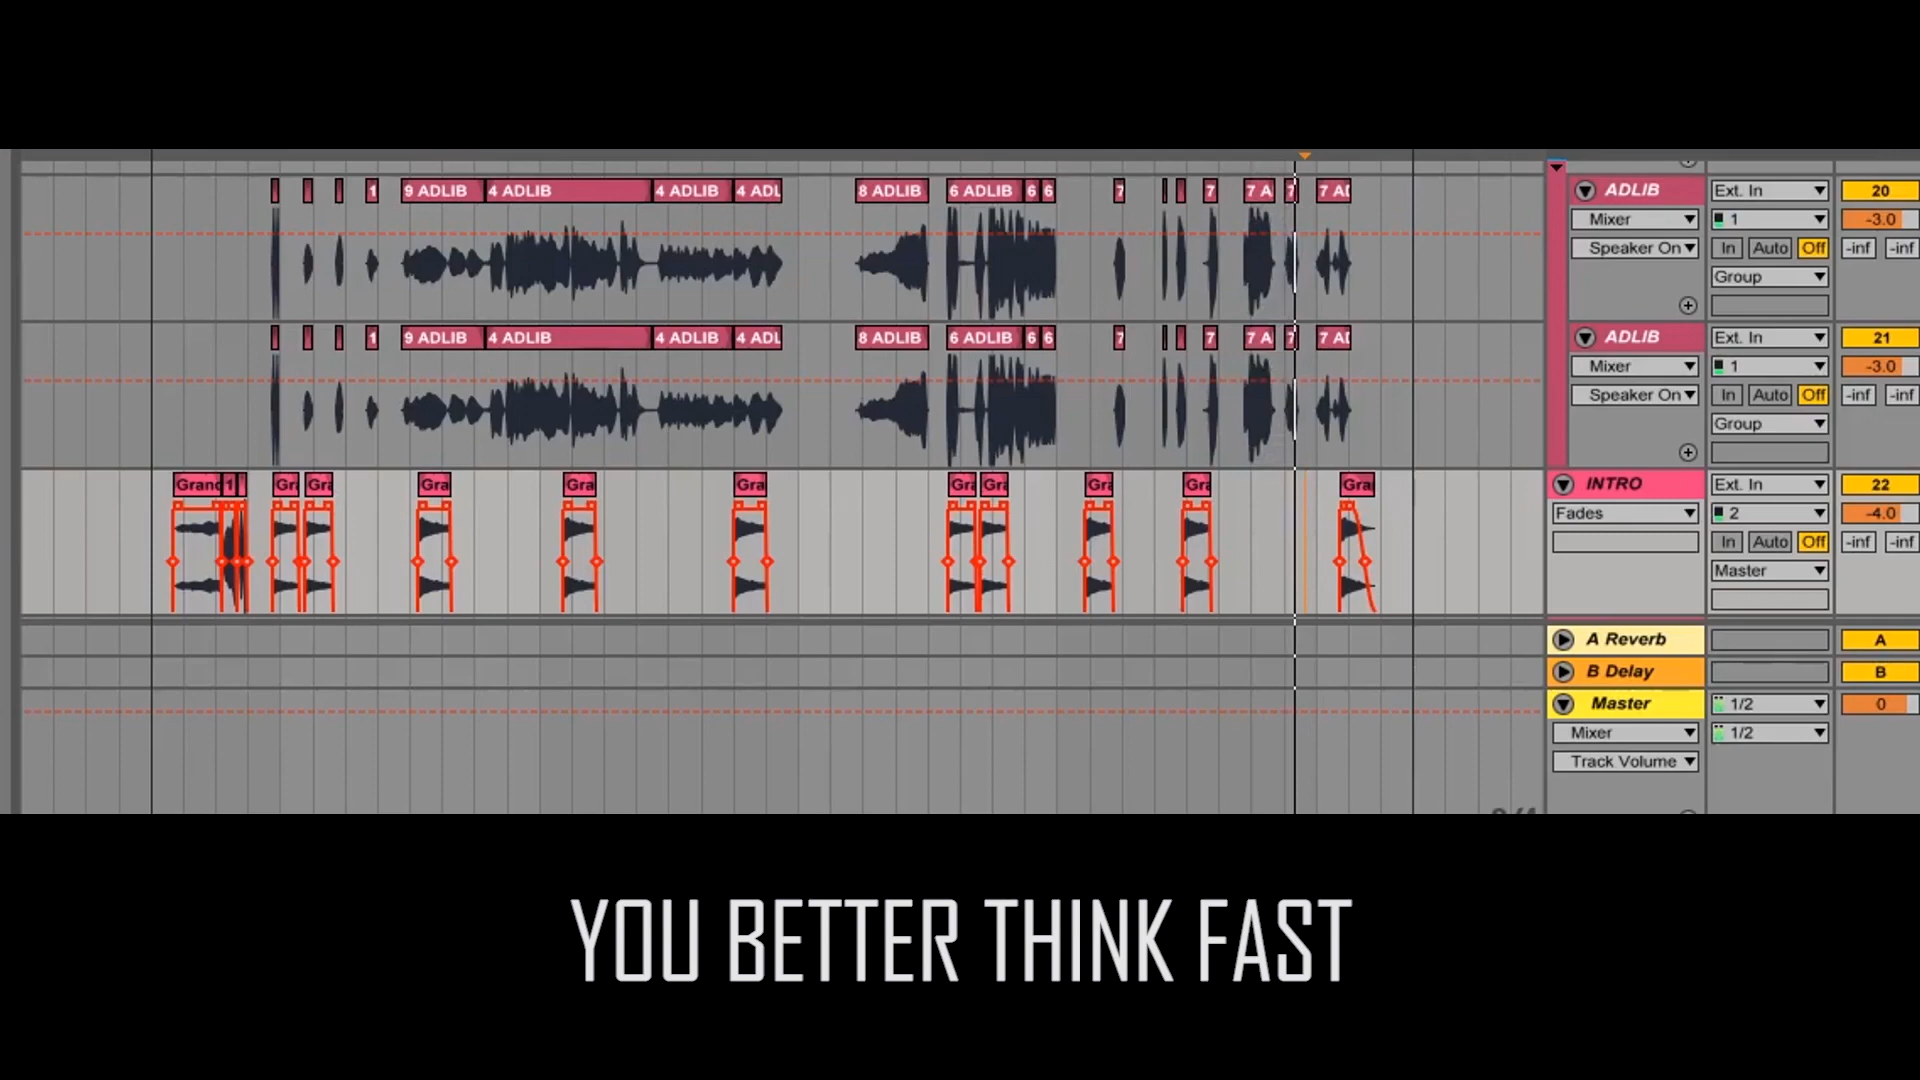 1 9 ADLIB 4 ADLIB 4 ADLIB 4 ADL 8 ADLIB 6 ADLIB 6 6 7 7 7 A 7 7 AD
ADLIB Ext. In 20
Mixer 1 -3.0
Speaker On In Auto Off -inf -inf
Group
1 9 ADLIB 4 ADLIB 4 ADLIB 4 ADL 8 ADLIB 6 ADLIB 6 6 7 7 7 A 7 7 AD
ADLIB Ext. In 21
Mixer 1 -3.0
Speaker On In Auto Off -inf -inf
Group
Grand 1 Gra Gra Gra Gra Gra Gra Gra Gra Gra Gra
INTRO Ext. In 22
Fades 2 -4.0
In Auto Off -inf -inf
Master
A Reverb A
B Delay B
Master 1/2 0
Mixer 1/2
Track Volume
YOU BETTER THINK FAST